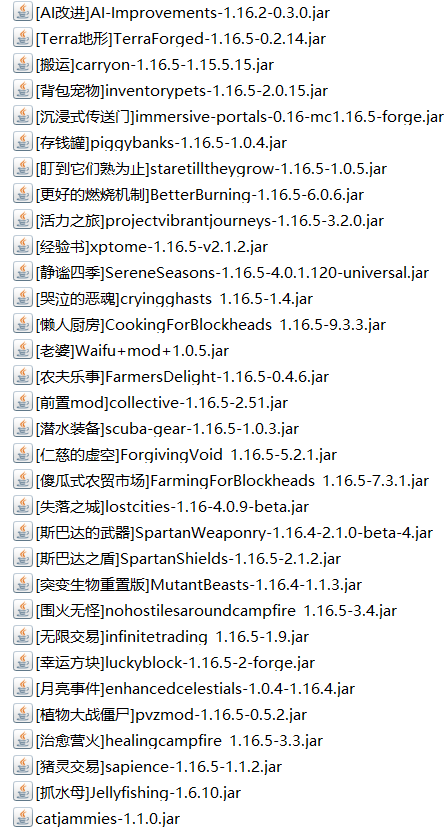 [AI改进]AI-Improvements-1.16.2-0.3.0.jar
[Terra地形]TerraForged-1.16.5-0.2.14.jar
[搬运]carryon-1.16.5-1.15.5.15.jar
[背包宠物]inventorypets-1.16.5-2.0.15.jar
[沉浸式传送门]immersive-portals-0.16-mc1.16.5-forge.jar
[存钱罐]piggybanks-1.16.5-1.0.4.jar
[盯到它们熟为止]staretilltheygrow-1.16.5-1.0.5.jar
[更好的燃烧机制]BetterBurning-1.16.5-6.0.6.jar
[活力之旅]projectvibrantjourneys-1.16.5-3.2.0.jar
[经验书]xptome-1.16.5-v2.1.2.jar
[静谧四季]SereneSeasons-1.16.5-4.0.1.120-universal.jar
[哭泣的恶魂]cryingghasts_1.16.5-1.4.jar
[懒人厨房]CookingForBlockheads_1.16.5-9.3.3.jar
[老婆]Waifu+mod+1.0.5.jar
[农夫乐事]FarmersDelight-1.16.5-0.4.6.jar
[前置mod]collective-1.16.5-2.51.jar
[潜水装备]scuba-gear-1.16.5-1.0.3.jar
[仁慈的虚空]ForgivingVoid_1.16.5-5.2.1.jar
[傻瓜式农贸市场]FarmingForBlockheads_1.16.5-7.3.1.jar
[失落之城]lostcities-1.16-4.0.9-beta.jar
[斯巴达的武器]SpartanWeaponry-1.16.4-2.1.0-beta-4.jar
[斯巴达之盾]SpartanShields-1.16.5-2.1.2.jar
[突变生物重置版]MutantBeasts-1.16.4-1.1.3.jar
[围火无怪]nohostilesaroundcampfire_1.16.5-3.4.jar
[无限交易]infinitetrading_1.16.5-1.9.jar
[幸运方块]luckyblock-1.16.5-2-forge.jar
[月亮事件]enhancedcelestials-1.0.4-1.16.4.jar
[植物大战僵尸]pvzmod-1.16.5-0.5.2.jar
[治愈营火]healingcampfire_1.16.5-3.3.jar
[猪灵交易]sapience-1.16.5-1.1.2.jar
[抓水母]Jellyfishing-1.6.10.jar
catjammies-1.1.0.jar